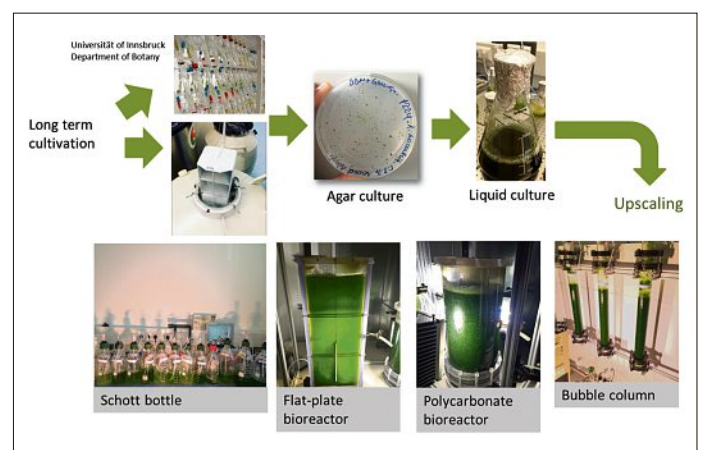 Universität of Innsbruck
Department of Botany
Long term
cultivation
Agar culture
Liquid culture
Upscaling
Schott bottle
Flat-plate
bioreactor
Polycarbonate
bioreactor
Bubble column